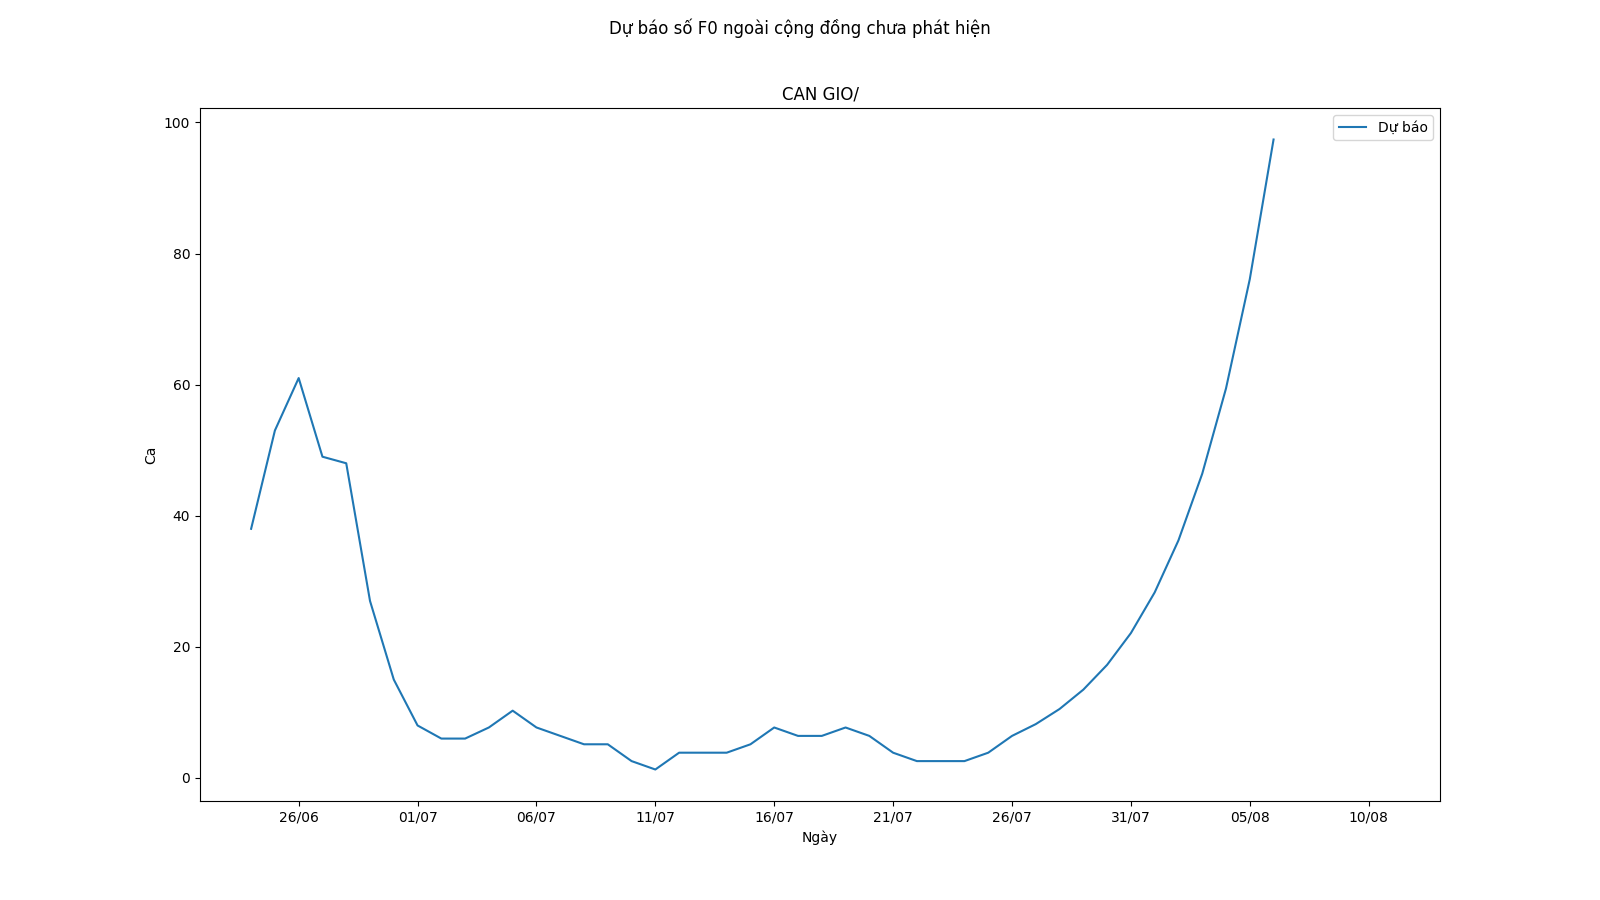 Dự báo số F0 ngoài cộng đồng chưa phát hiện
CAN GIO/
Dự báo
100
80
60
40
20
0
Ca
26/06 01/07 06/07 11/07 16/07 21/07 26/07 31/07 05/08 10/08
Ngày